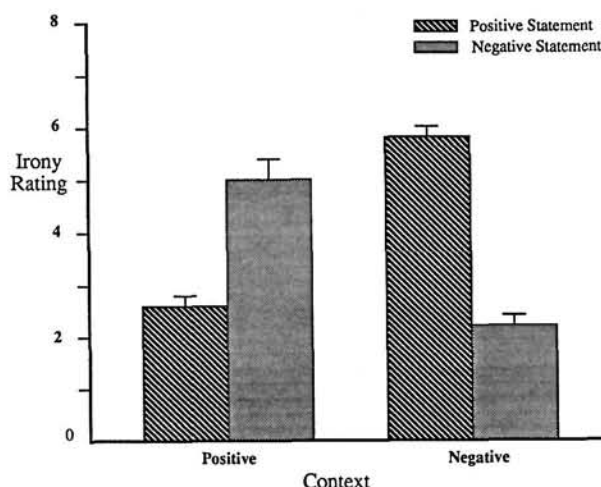 8
Positive Statement
Negative Statement
6
Irony
Rating
4
2
0
Positive
Negative
Context